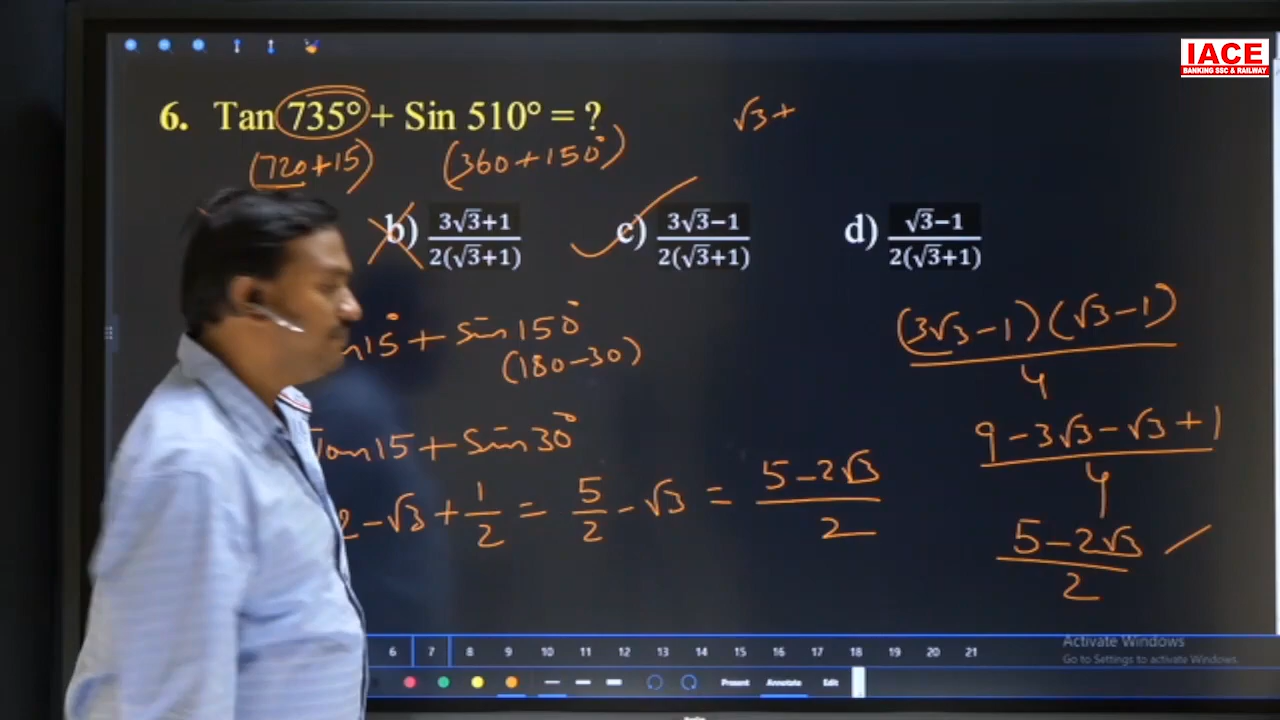 IACE
BANKING SSC & RAILWAY
6. Tan 735° + Sin 510° = ?
√3 +
(720+15) (360+150°)
b) 3√3+1 / 2(√3+1)
c) 3√3−1 / 2(√3+1)
d) √3−1 / 2(√3+1)
n15° + sin 150°
(180-30)
(3√3-1)(√3-1) / 4
Tan15 + sin30°
9-3√3-√3+1 / 4
2-√3+1/2 = 5/2-√3 = 5-2√3 / 2
5-2√3 / 2
6 7 8 9 10 11 12 13 14 15 16 17 18 19 20 21
Present Annotate Edit
Activate Windows
Go to Settings to activate Windows.